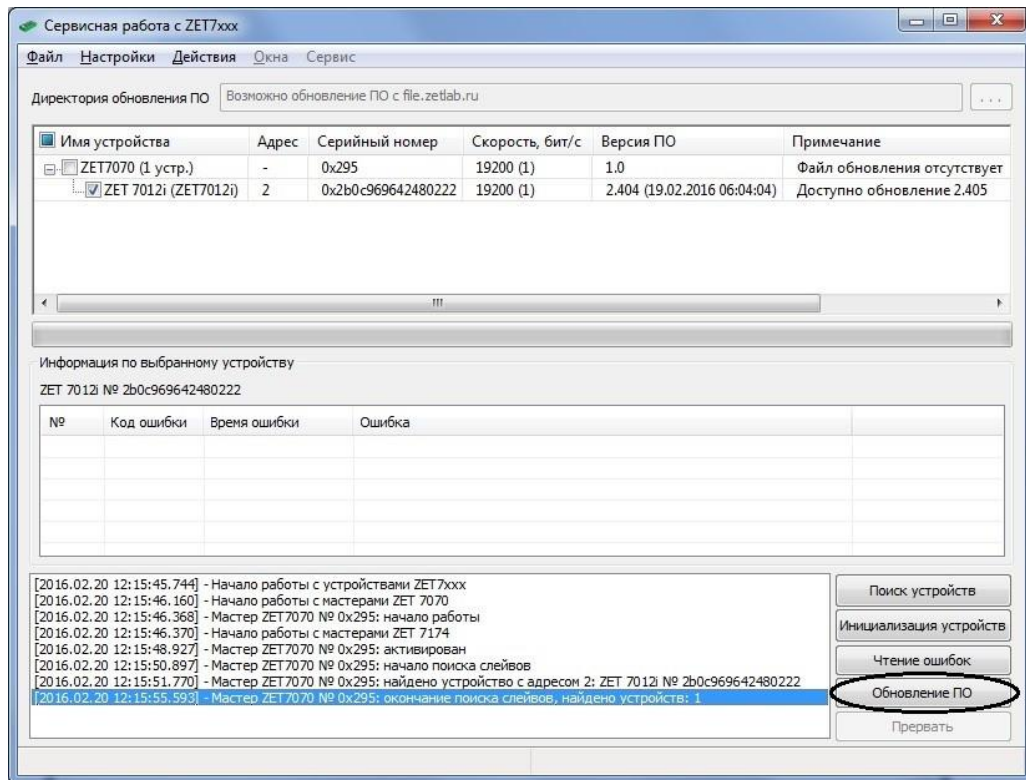 Сервисная работа с ZET7xxx
Файл Настройки Действия Окна Сервис
Директория обновления ПО Возможно обновление ПО с file.zetlab.ru ...
Имя устройства Адрес Серийный номер Скорость, бит/с Версия ПО Примечание
ZET7070 (1 устр.) - 0x295 19200 (1) 1.0 Файл обновления отсутствует
ZET 7012i (ZET7012i) 2 0x2b0c969642480222 19200 (1) 2.404 (19.02.2016 06:04:04) Доступно обновление 2.405
Информация по выбранному устройству
ZET 7012i № 2b0c969642480222
№ Код ошибки Время ошибки Ошибка
[2016.02.20 12:15:45.744] - Начало работы с устройствами ZET7xxx
[2016.02.20 12:15:46.160] - Начало работы с мастерами ZET 7070
[2016.02.20 12:15:46.368] - Мастер ZET7070 № 0x295: начало работы
[2016.02.20 12:15:46.370] - Начало работы с мастерами ZET 7174
[2016.02.20 12:15:48.927] - Мастер ZET7070 № 0x295: активирован
[2016.02.20 12:15:50.897] - Мастер ZET7070 № 0x295: начало поиска слейвов
[2016.02.20 12:15:51.770] - Мастер ZET7070 № 0x295: найдено устройство с адресом 2: ZET 7012i № 2b0c969642480222
[2016.02.20 12:15:55.593] - Мастер ZET7070 № 0x295: окончание поиска слейвов, найдено устройств: 1
Поиск устройств
Инициализация устройств
Чтение ошибок
Обновление ПО
Прервать